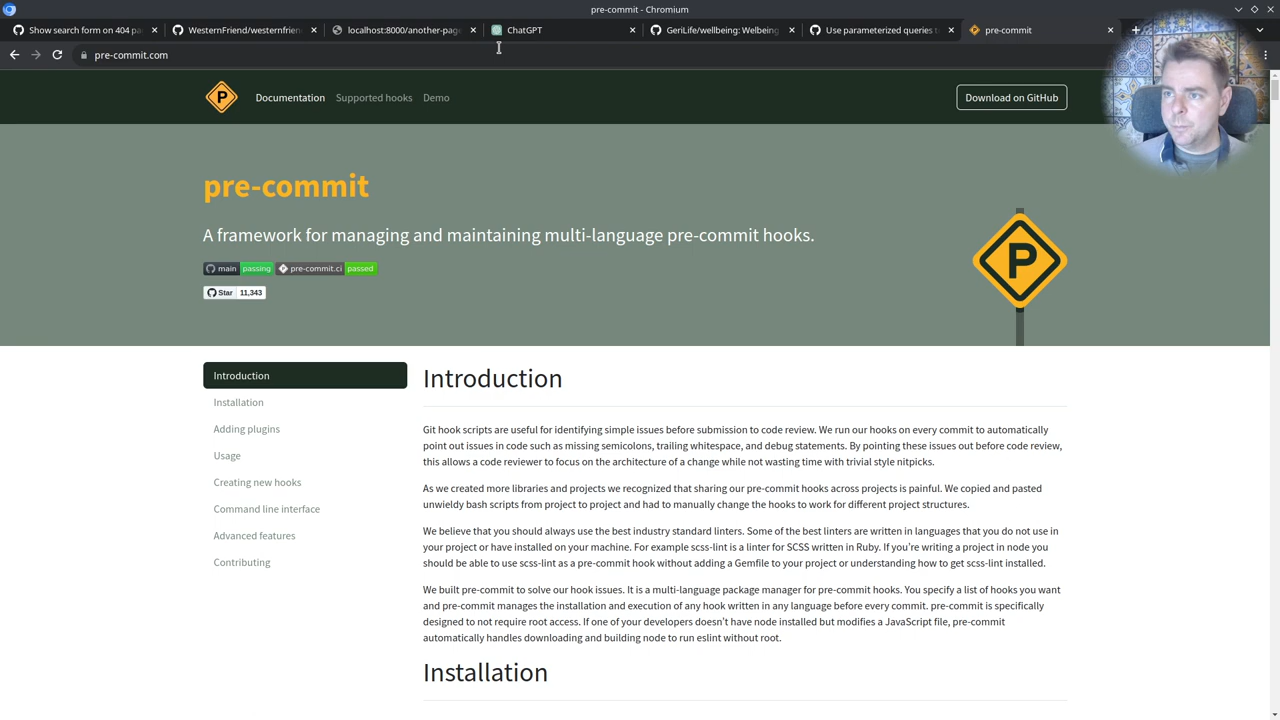 pre-commit - Chromium
Show search form on 404 pa
WesternFriend/westernfrien
localhost:8000/another-page
ChatGPT
GeriLife/wellbeing: Welbeing
Use parameterized queries t
pre-commit
pre-commit.com
P
Documentation
Supported hooks
Demo
Download on GitHub
pre-commit
A framework for managing and maintaining multi-language pre-commit hooks.
main passing
pre-commit.ci passed
Star 11,343
P
Introduction
Installation
Adding plugins
Usage
Creating new hooks
Command line interface
Advanced features
Contributing
Introduction
Git hook scripts are useful for identifying simple issues before submission to code review. We run our hooks on every commit to automatically
point out issues in code such as missing semicolons, trailing whitespace, and debug statements. By pointing these issues out before code review,
this allows a code reviewer to focus on the architecture of a change while not wasting time with trivial style nitpicks.
As we created more libraries and projects we recognized that sharing our pre-commit hooks across projects is painful. We copied and pasted
unwieldy bash scripts from project to project and had to manually change the hooks to work for different project structures.
We believe that you should always use the best industry standard linters. Some of the best linters are written in languages that you do not use in
your project or have installed on your machine. For example scss-lint is a linter for SCSS written in Ruby. If you're writing a project in node you
should be able to use scss-lint as a pre-commit hook without adding a Gemfile to your project or understanding how to get scss-lint installed.
We built pre-commit to solve our hook issues. It is a multi-language package manager for pre-commit hooks. You specify a list of hooks you want
and pre-commit manages the installation and execution of any hook written in any language before every commit. pre-commit is specifically
designed to not require root access. If one of your developers doesn't have node installed but modifies a JavaScript file, pre-commit
automatically handles downloading and building node to run eslint without root.
Installation